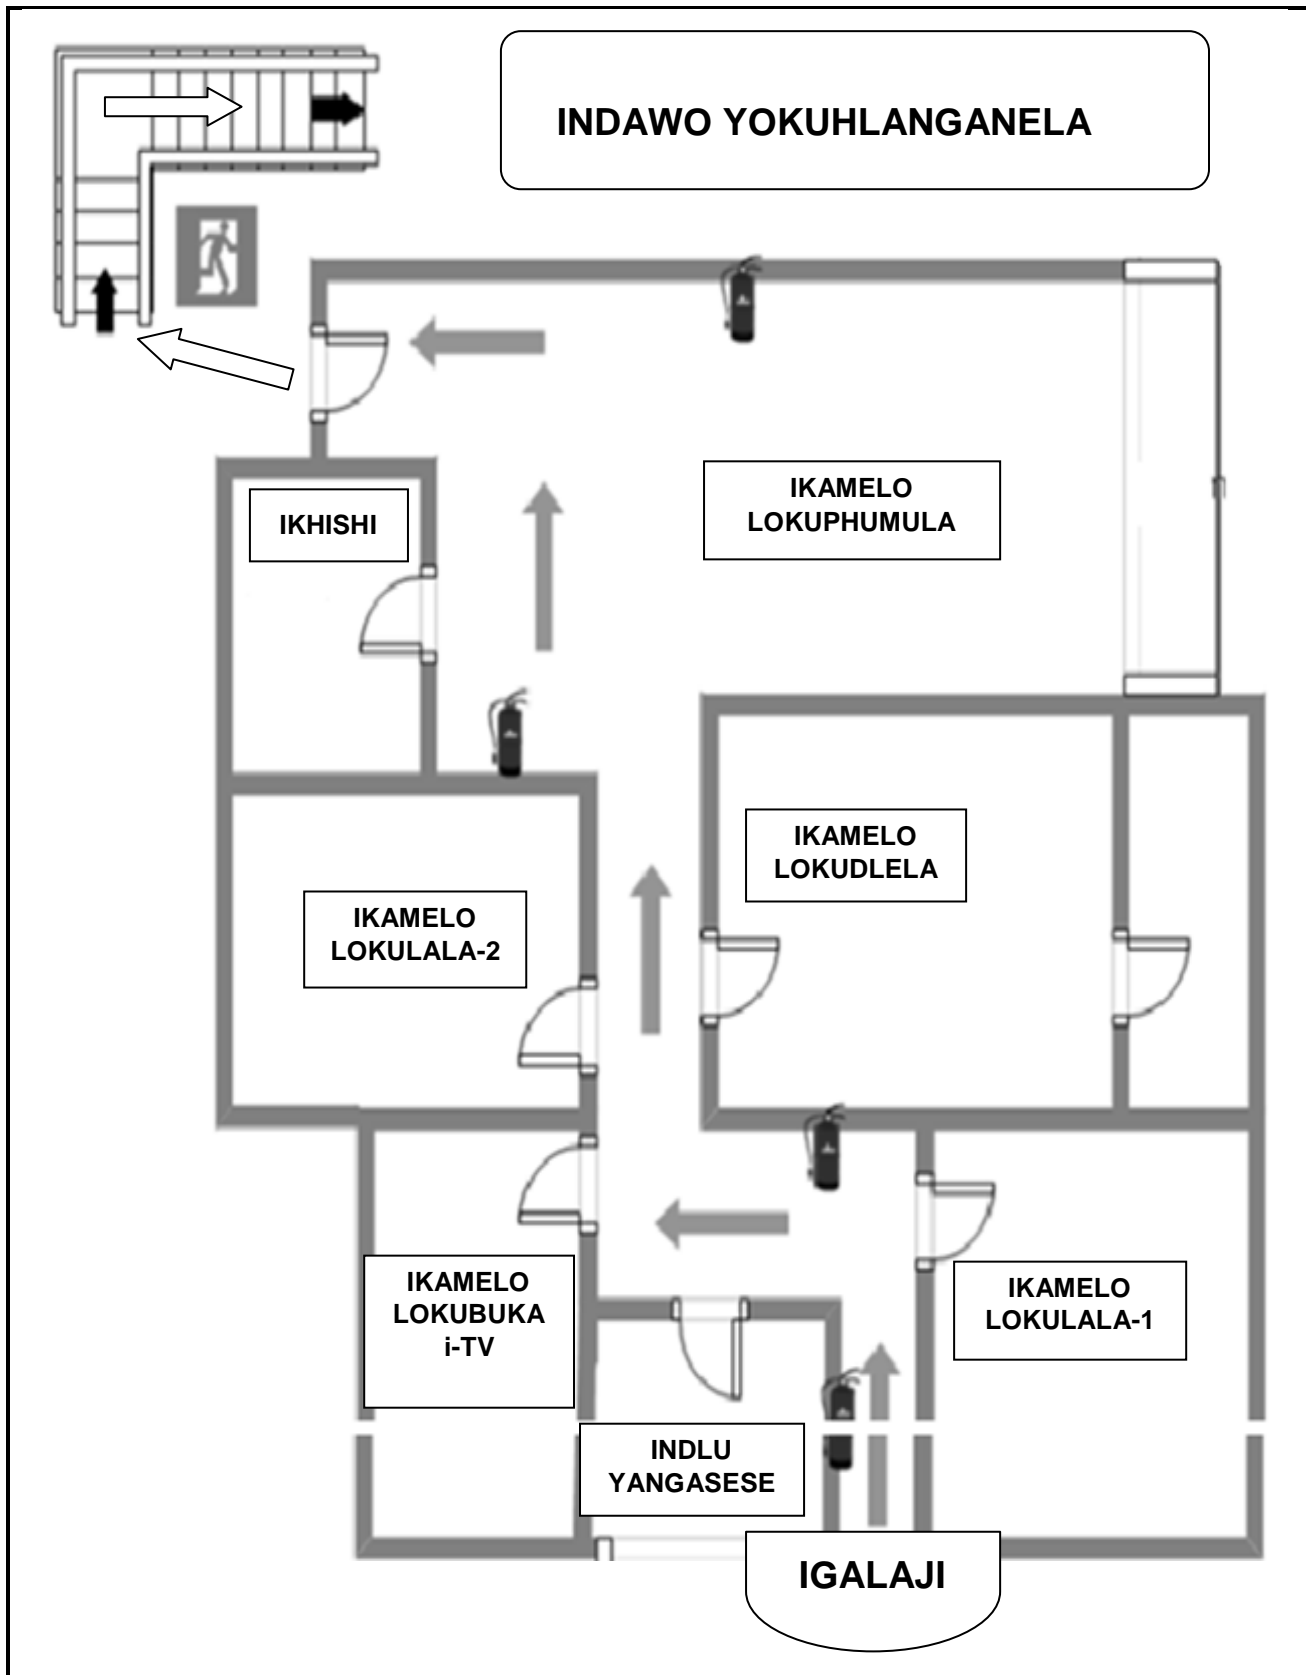 INDAWO YOKUHLANGANELA
IKHISHI
IKAMELO
LOKUPHUMULA
IKAMELO
LOKUDLELA
IKAMELO
LOKULALA-2
IKAMELO
LOKUBUKA
i-TV
IKAMELO
LOKULALA-1
INDLU
YANGASESE
IGALAJI